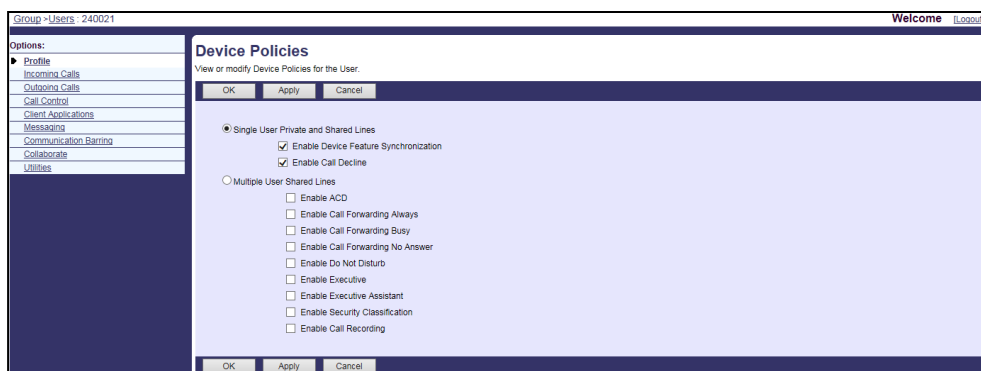 Group >Users : 240021
Welcome [Logout
Options:
Profile
Incoming Calls
Outgoing Calls
Call Control
Client Applications
Messaging
Communication Barring
Collaborate
Utilities
Device Policies
View or modify Device Policies for the User.
OK Apply Cancel
Single User Private and Shared Lines
Enable Device Feature Synchronization
Enable Call Decline
Multiple User Shared Lines
Enable ACD
Enable Call Forwarding Always
Enable Call Forwarding Busy
Enable Call Forwarding No Answer
Enable Do Not Disturb
Enable Executive
Enable Executive Assistant
Enable Security Classification
Enable Call Recording
OK Apply Cancel